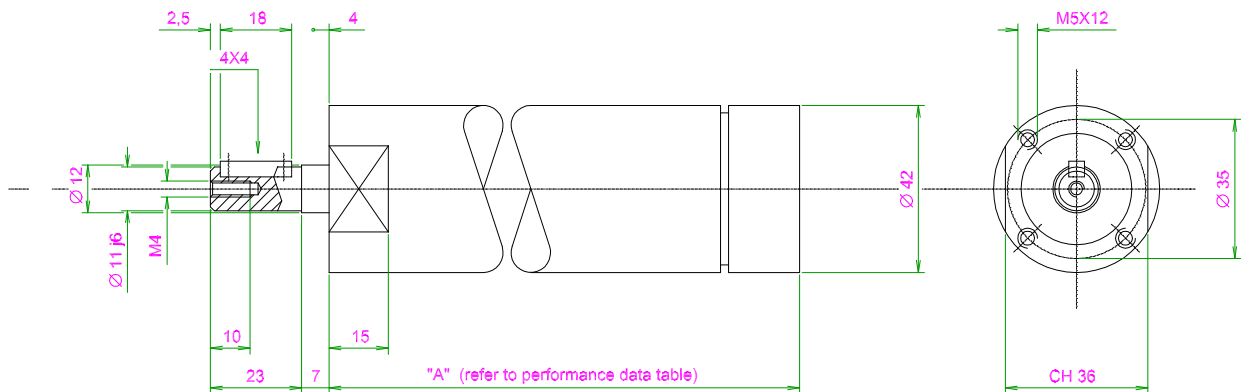 2,5
18
4
M5X12
4X4
Ø 12
Ø 11 j6
M4
Ø 42
Ø 35
10
15
23
7
"A" (refer to performance data table)
CH 36